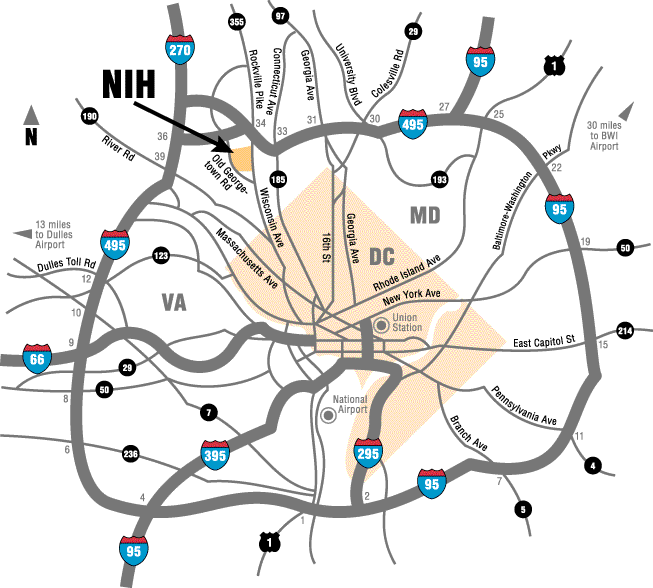 355
97
29
270
Rockville Pike
Connecticut Ave
Georgia Ave
University Blvd
Colesville Rd
95
1
NIH
190
N
River Rd
36
39
34
33
31
30
495
27
25
30 miles
to BWI
Airport
Old George-
town Rd
185
193
Baltimore-Washington
Pkwy
22
Wisconsin Ave
MD
95
13 miles
to Dulles
Airport
495
123
Massachusetts Ave
16th St
Georgia Ave
DC
19
50
Dulles Toll Rd
12
10
VA
Rhode Island Ave
New York Ave
Union
Station
9
66
East Capitol St
214
15
29
50
8
7
National
Airport
Pennsylvania Ave
Branch Ave
11
6
236
395
295
95
4
7
4
2
1
5
1
95